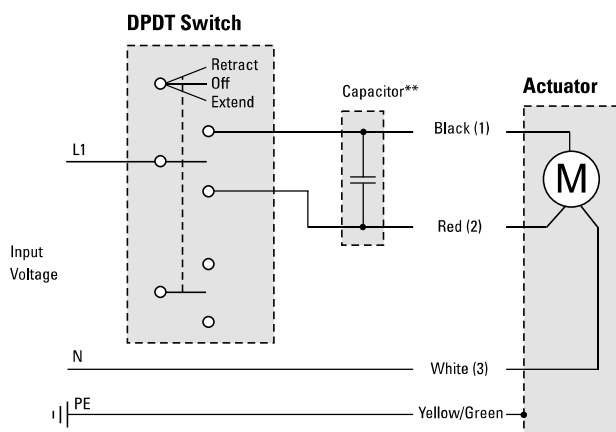 DPDT Switch
Retract
Off
Extend
Capacitor**
Actuator
L1
Black (1)
M
Red (2)
Input
Voltage
N
White (3)
PE
Yellow/Green